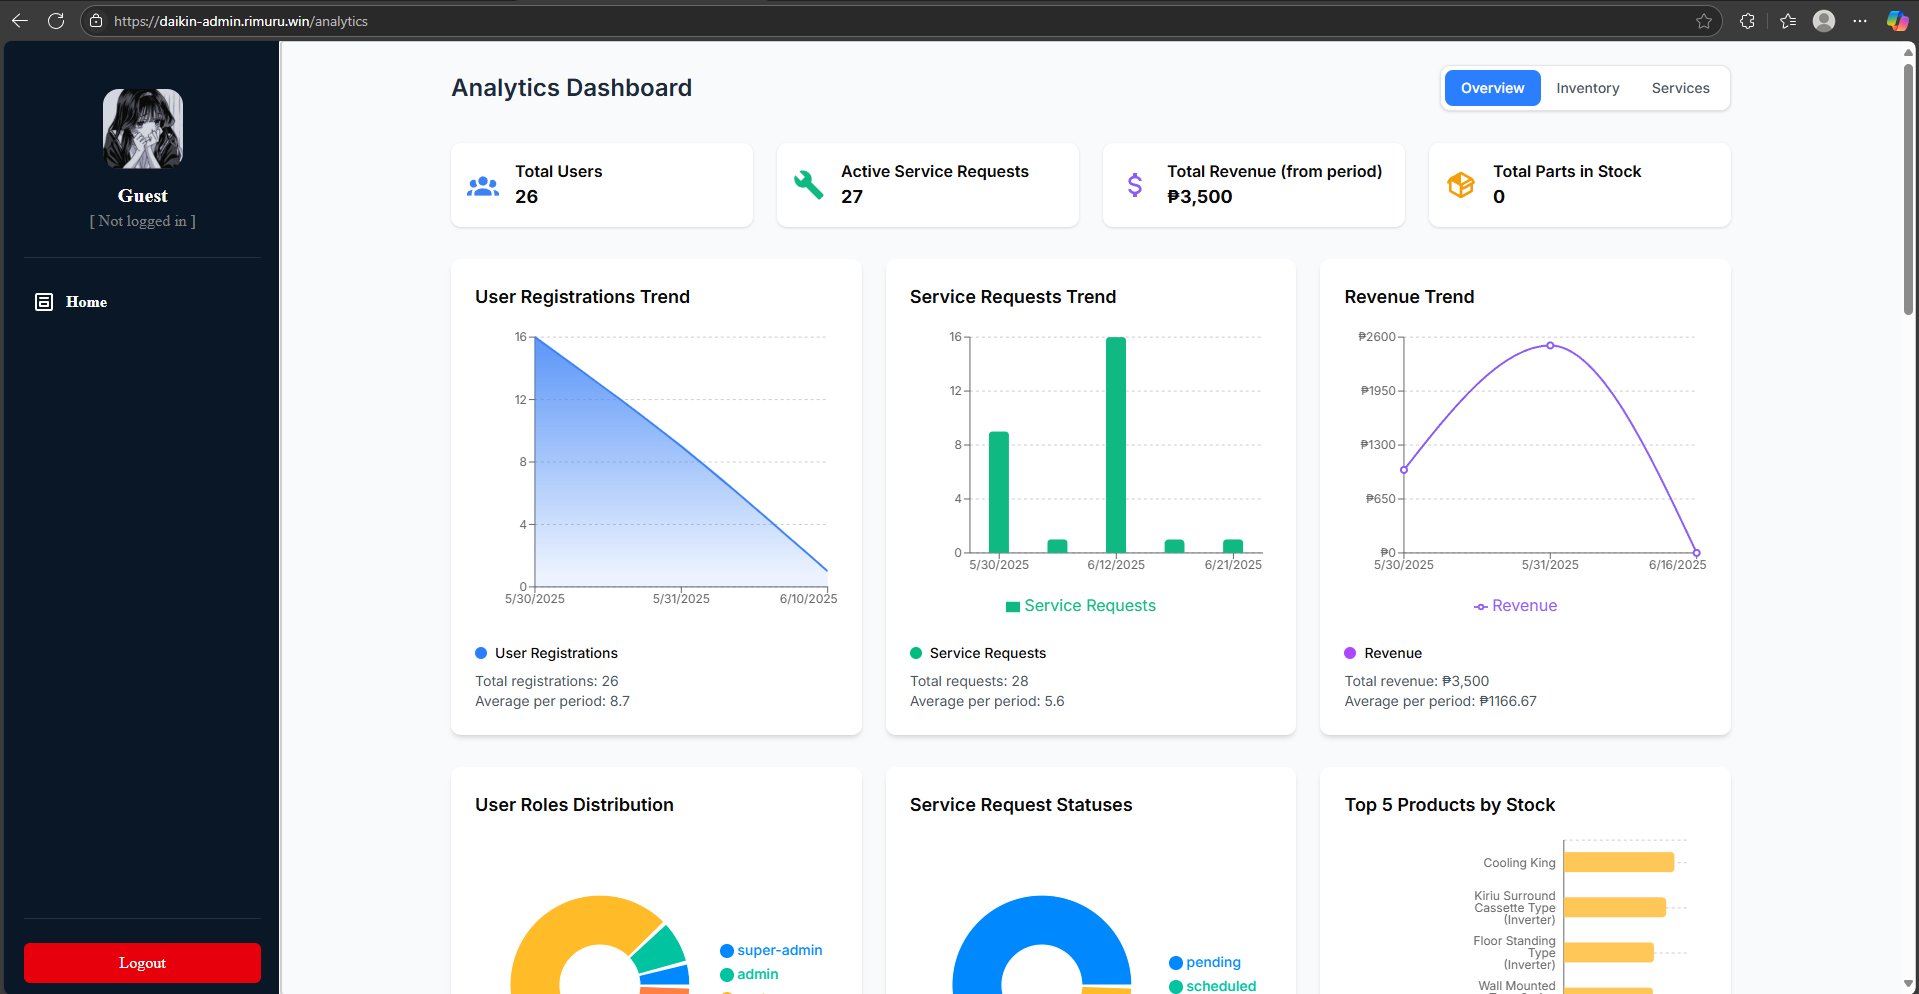 https://daikin-admin.rimuru.win/analytics
Guest
[ Not logged in ]
Home
Logout
Analytics Dashboard
Overview
Inventory
Services
Total Users
26
Active Service Requests
27
Total Revenue (from period)
₱3,500
Total Parts in Stock
0
User Registrations Trend
16
12
8
4
0
5/30/2025
5/31/2025
6/10/2025
User Registrations
Total registrations: 26
Average per period: 8.7
Service Requests Trend
16
12
8
4
0
5/30/2025
6/12/2025
6/21/2025
Service Requests
Service Requests
Total requests: 28
Average per period: 5.6
Revenue Trend
₱2600
₱1950
₱1300
₱650
₱0
5/30/2025
5/31/2025
6/16/2025
Revenue
Revenue
Total revenue: ₱3,500
Average per period: ₱1166.67
User Roles Distribution
super-admin
admin
Service Request Statuses
pending
scheduled
Top 5 Products by Stock
Cooling King
Kiriu Surround
Cassette Type
(Inverter)
Floor Standing
Type
(Inverter)
Wall Mounted